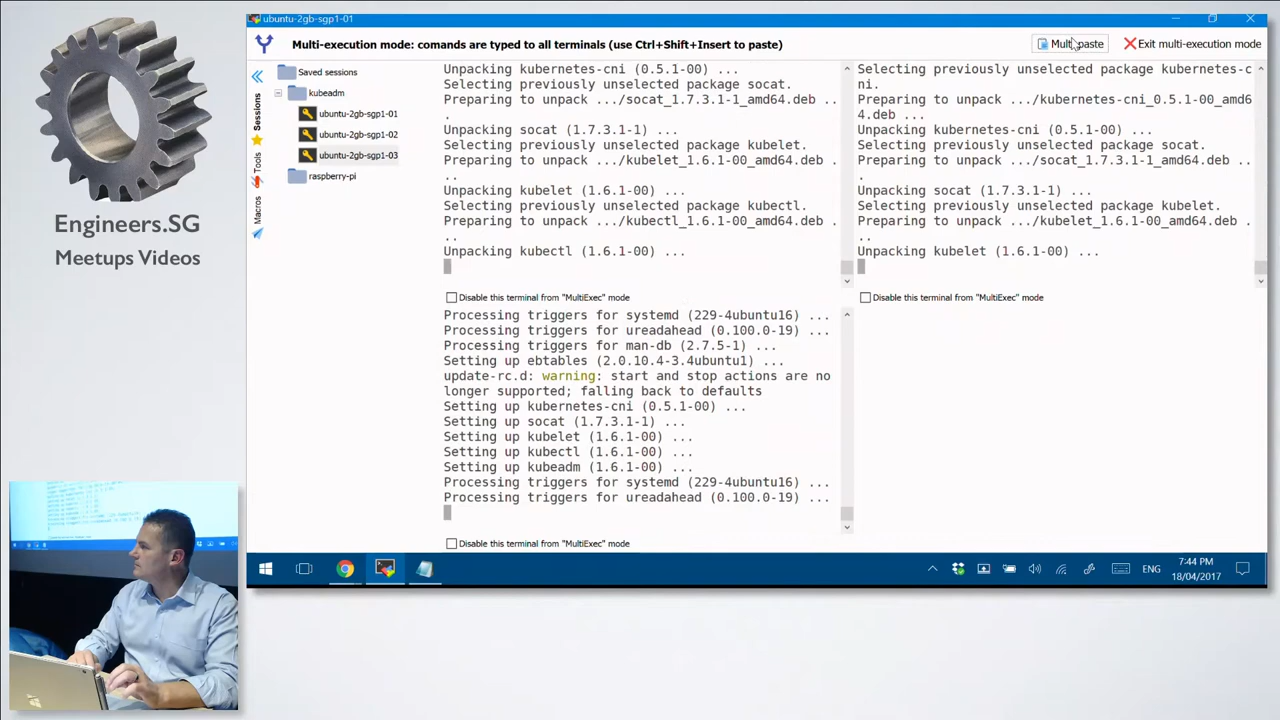 ubuntu-2gb-sgp1-01
Multi-execution mode: comands are typed to all terminals (use Ctrl+Shift+Insert to paste)
Multi paste
Exit multi-execution mode
Sessions
Tools
Macros
Saved sessions
kubeadm
ubuntu-2gb-sgp1-01
ubuntu-2gb-sgp1-02
ubuntu-2gb-sgp1-03
raspberry-pi
Unpacking kubernetes-cni (0.5.1-00) ...
Selecting previously unselected package socat.
Preparing to unpack .../socat_1.7.3.1-1_amd64.deb ..
.
Unpacking socat (1.7.3.1-1) ...
Selecting previously unselected package kubelet.
Preparing to unpack .../kubelet_1.6.1-00_amd64.deb .
..
Unpacking kubelet (1.6.1-00) ...
Selecting previously unselected package kubectl.
Preparing to unpack .../kubectl_1.6.1-00_amd64.deb .
..
Unpacking kubectl (1.6.1-00) ...
Disable this terminal from "MultiExec" mode
Selecting previously unselected package kubernetes-c
ni.
Preparing to unpack .../kubernetes-cni_0.5.1-00_amd6
4.deb ...
Unpacking kubernetes-cni (0.5.1-00) ...
Selecting previously unselected package socat.
Preparing to unpack .../socat_1.7.3.1-1_amd64.deb ..
.
Unpacking socat (1.7.3.1-1) ...
Selecting previously unselected package kubelet.
Preparing to unpack .../kubelet_1.6.1-00_amd64.deb .
..
Unpacking kubelet (1.6.1-00) ...
Disable this terminal from "MultiExec" mode
Processing triggers for systemd (229-4ubuntu16) ...
Processing triggers for ureadahead (0.100.0-19) ...
Processing triggers for man-db (2.7.5-1) ...
Setting up ebtables (2.0.10.4-3.4ubuntu1) ...
update-rc.d: warning: start and stop actions are no
longer supported; falling back to defaults
Setting up kubernetes-cni (0.5.1-00) ...
Setting up socat (1.7.3.1-1) ...
Setting up kubelet (1.6.1-00) ...
Setting up kubectl (1.6.1-00) ...
Setting up kubeadm (1.6.1-00) ...
Processing triggers for systemd (229-4ubuntu16) ...
Processing triggers for ureadahead (0.100.0-19) ...
Disable this terminal from "MultiExec" mode
ENG
7:44 PM
18/04/2017
Engineers.SG
Meetups Videos